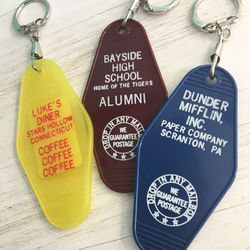 LUKE'S
DINER
STARS HOLLOW,
CONNECTICUT
COFFEE
COFFEE
COFFEE
BAYSIDE
HIGH
SCHOOL
HOME OF THE TIGERS
ALUMNI
DROP IN ANY MAILBOX
WE
GUARANTEE
POSTAGE
DUNDER
MIFFLIN,
INC.
PAPER COMPANY
SCRANTON, PA
DROP IN ANY MAILBOX
WE
GUARANTEE
POSTAGE